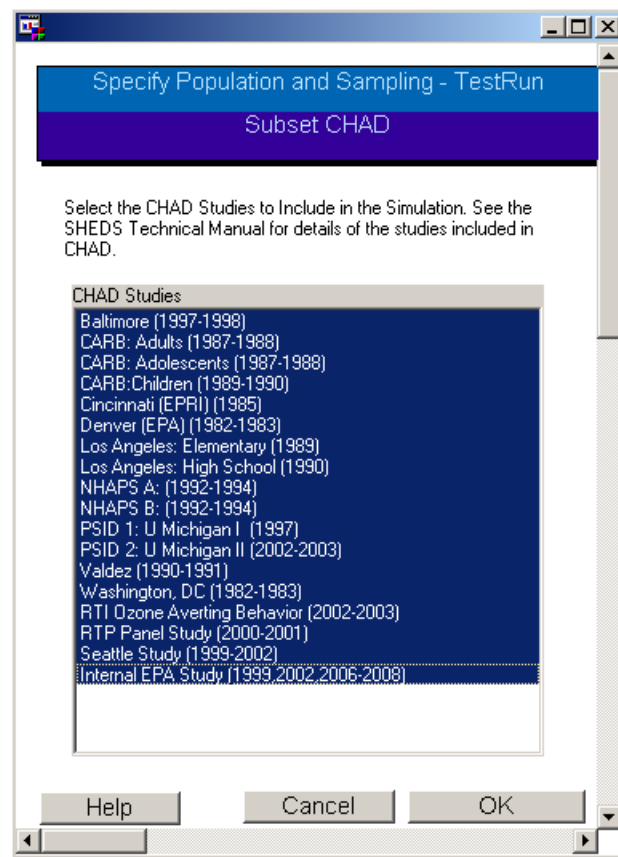 Specify Population and Sampling - TestRun
Subset CHAD
Select the CHAD Studies to Include in the Simulation. See the
SHEDS Technical Manual for details of the studies included in
CHAD.
CHAD Studies
Baltimore (1997-1998)
CARB: Adults (1987-1988)
CARB: Adolescents (1987-1988)
CARB:Children (1989-1990)
Cincinnati (EPRI) (1985)
Denver (EPA) (1982-1983)
Los Angeles: Elementary (1989)
Los Angeles: High School (1990)
NHAPS A: (1992-1994)
NHAPS B: (1992-1994)
PSID 1: U Michigan I (1997)
PSID 2: U Michigan II (2002-2003)
Valdez (1990-1991)
Washington, DC (1982-1983)
RTI Ozone Averting Behavior (2002-2003)
RTP Panel Study (2000-2001)
Seattle Study (1999-2002)
Internal EPA Study (1999,2002,2006-2008)
Help Cancel OK